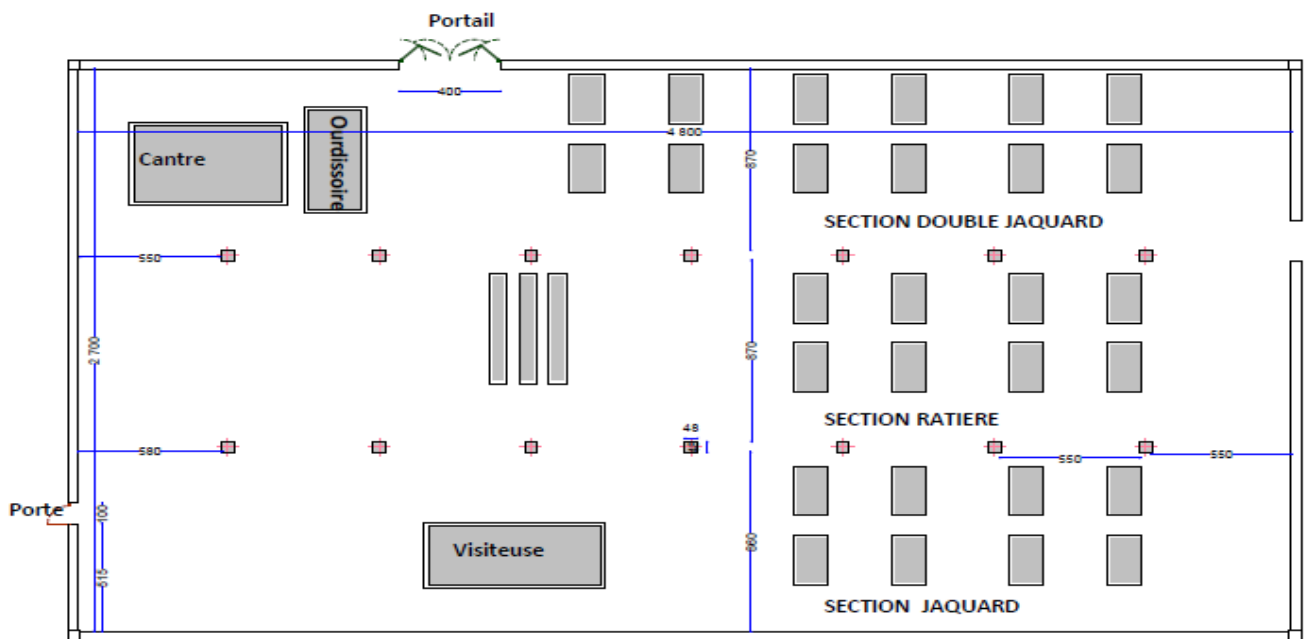 Portail
400
4 800
Cantre
Ourdissoire
870
SECTION DOUBLE JAQUARD
550
2 700
870
SECTION RATIERE
48
580
550
550
Porte
100
Visiteuse
SECTION JAQUARD